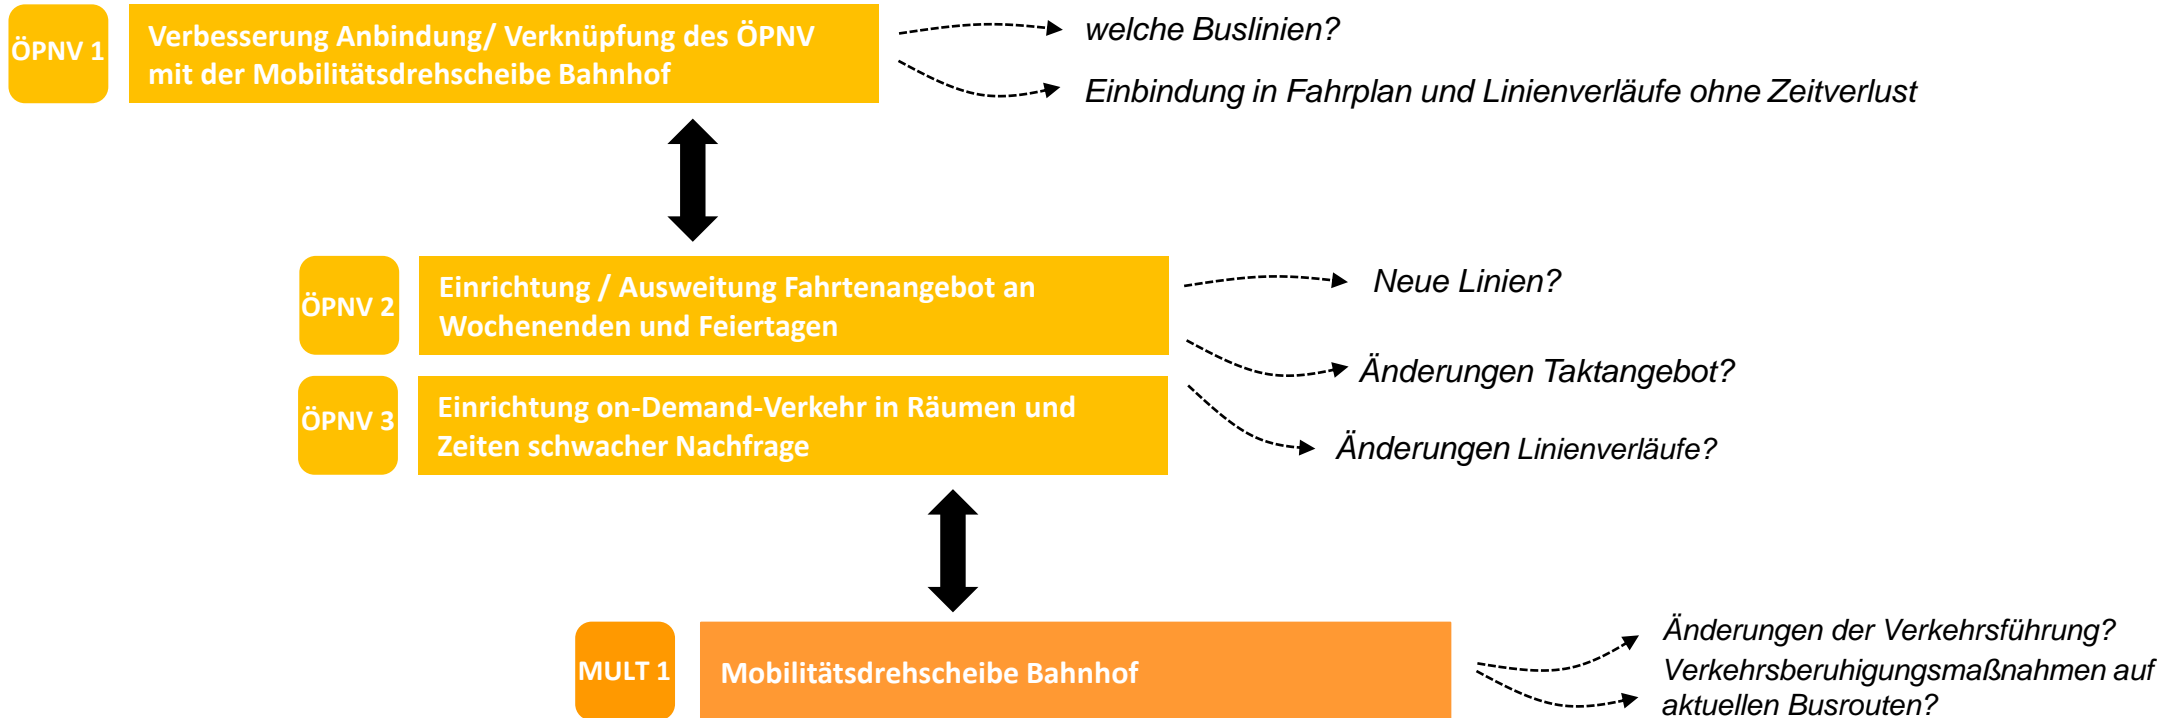 ÖPNV 1
Verbesserung Anbindung/ Verknüpfung des ÖPNV
mit der Mobilitätsdrehscheibe Bahnhof
welche Buslinien?
Einbindung in Fahrplan und Linienverläufe ohne Zeitverlust
ÖPNV 2
Einrichtung / Ausweitung Fahrtenangebot an
Wochenenden und Feiertagen
Neue Linien?
Änderungen Taktangebot?
ÖPNV 3
Einrichtung on-Demand-Verkehr in Räumen und
Zeiten schwacher Nachfrage
Änderungen Linienverläufe?
MULT 1
Mobilitätsdrehscheibe Bahnhof
Änderungen der Verkehrsführung?
Verkehrsberuhigungsmaßnahmen auf
aktuellen Busrouten?